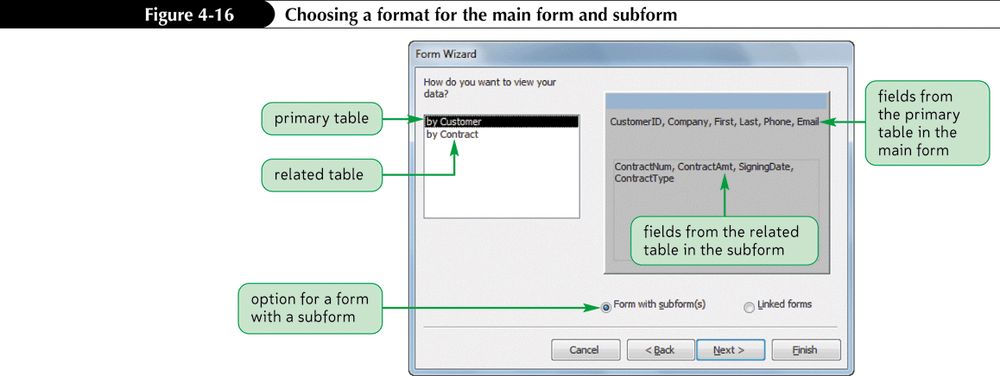 Figure 4-16 Choosing a format for the main form and subform
Form Wizard
How do you want to view your
data?
primary table
by Customer
by Contract
related table
CustomerID, Company, First, Last, Phone, Email
fields from
the primary
table in the
main form
ContractNum, ContractAmt, SigningDate,
ContractType
fields from the related
table in the subform
option for a form
with a subform
Form with subform(s)
Linked forms
Cancel
< Back
Next >
Finish